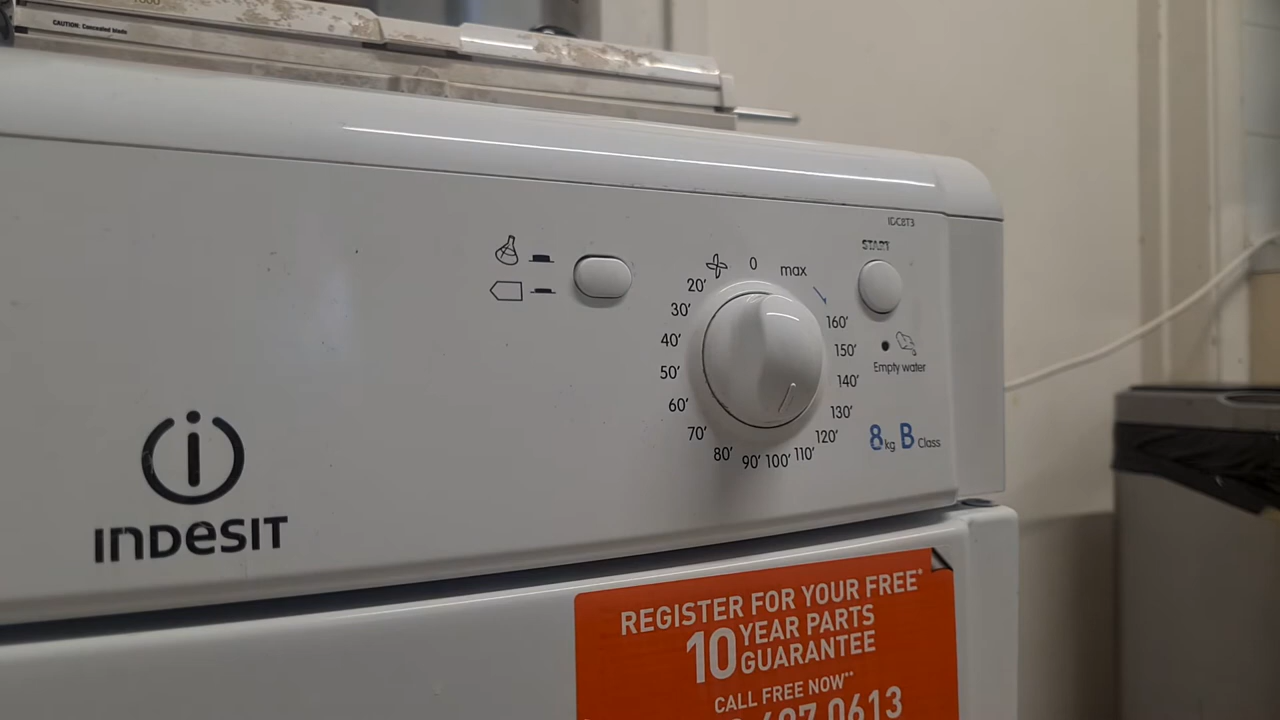 CAUTION: Concealed blade
IDC8T3
START
0
max
20'
30'
160'
40'
150'
50'
140'
Empty water
60'
130'
70'
120'
80'
90'
100'
110'
8kg B Class
INDESIT
REGISTER FOR YOUR FREE*
10 YEAR PARTS
GUARANTEE
CALL FREE NOW**
0613